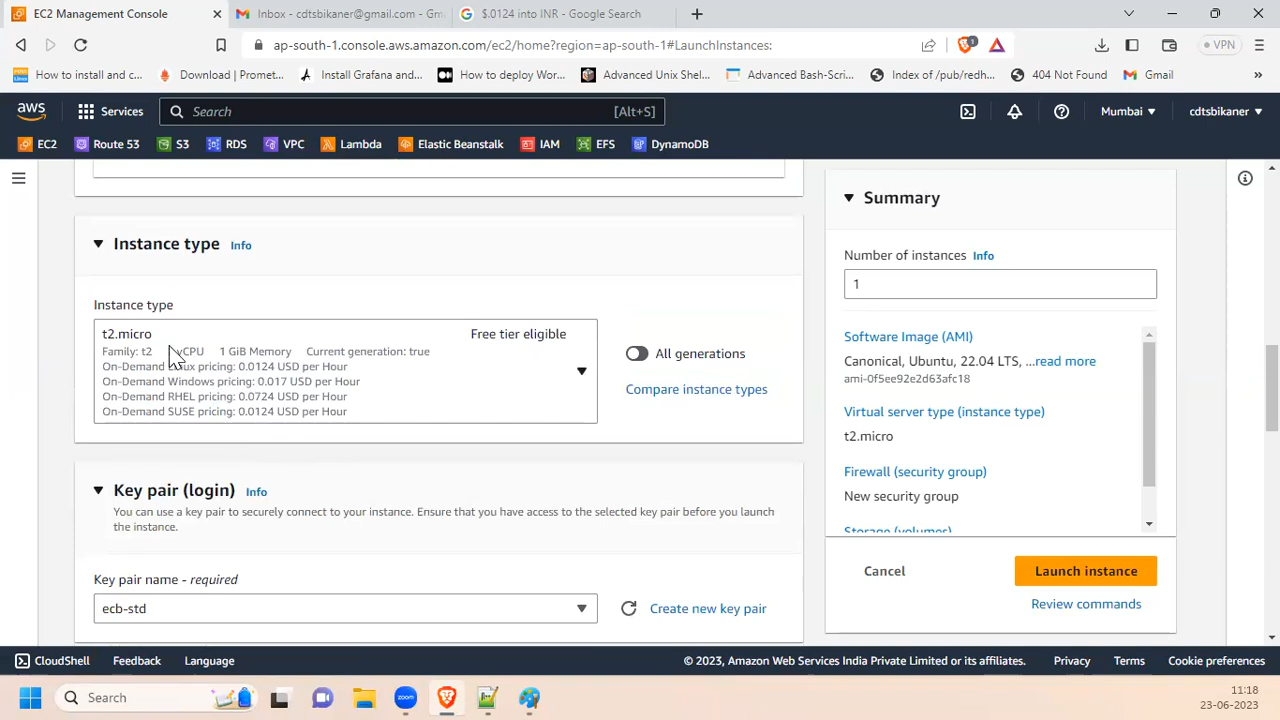 EC2 Management Console
Inbox - cdtsbikaner@gmail.com - Gm
$.0124 into INR - Google Search
ap-south-1.console.aws.amazon.com/ec2/home?region=ap-south-1#LaunchInstances:
VPN
How to install and c...
Download | Promet...
Install Grafana and...
How to deploy Wor...
Advanced Unix Shel...
Advanced Bash-Scri...
Index of /pub/redh...
404 Not Found
Gmail
aws
Services
Search
[Alt+S]
Mumbai
cdtsbikaner
EC2
Route 53
S3
RDS
VPC
Lambda
Elastic Beanstalk
IAM
EFS
DynamoDB
Instance type
Info
Instance type
t2.micro
Free tier eligible
Family: t2 vCPU 1 GiB Memory Current generation: true
On-Demand pricing: 0.0124 USD per Hour
On-Demand Windows pricing: 0.017 USD per Hour
On-Demand RHEL pricing: 0.0724 USD per Hour
On-Demand SUSE pricing: 0.0124 USD per Hour
All generations
Compare instance types
Key pair (login)
Info
You can use a key pair to securely connect to your instance. Ensure that you have access to the selected key pair before you launch
the instance.
Key pair name - required
ecb-std
Create new key pair
Summary
Number of instances
Info
1
Software Image (AMI)
Canonical, Ubuntu, 22.04 LTS, ...read more
ami-0f5ee92e2d63afc18
Virtual server type (instance type)
t2.micro
Firewall (security group)
New security group
Storage (volumes)
Cancel
Launch instance
Review commands
CloudShell
Feedback
Language
© 2023, Amazon Web Services India Private Limited or its affiliates.
Privacy
Terms
Cookie preferences
Search
zoom
11:18
23-06-2023